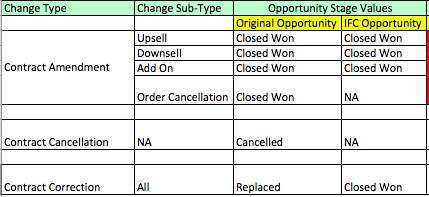 Change Type Change Sub-Type Opportunity Stage Values
Original Opportunity IFC Opportunity
Upsell Closed Won Closed Won
Downsell Closed Won Closed Won
Contract Amendment Add On Closed Won Closed Won
Order Cancellation Closed Won NA
Contract Cancellation NA Cancelled NA
Contract Correction All Replaced Closed Won